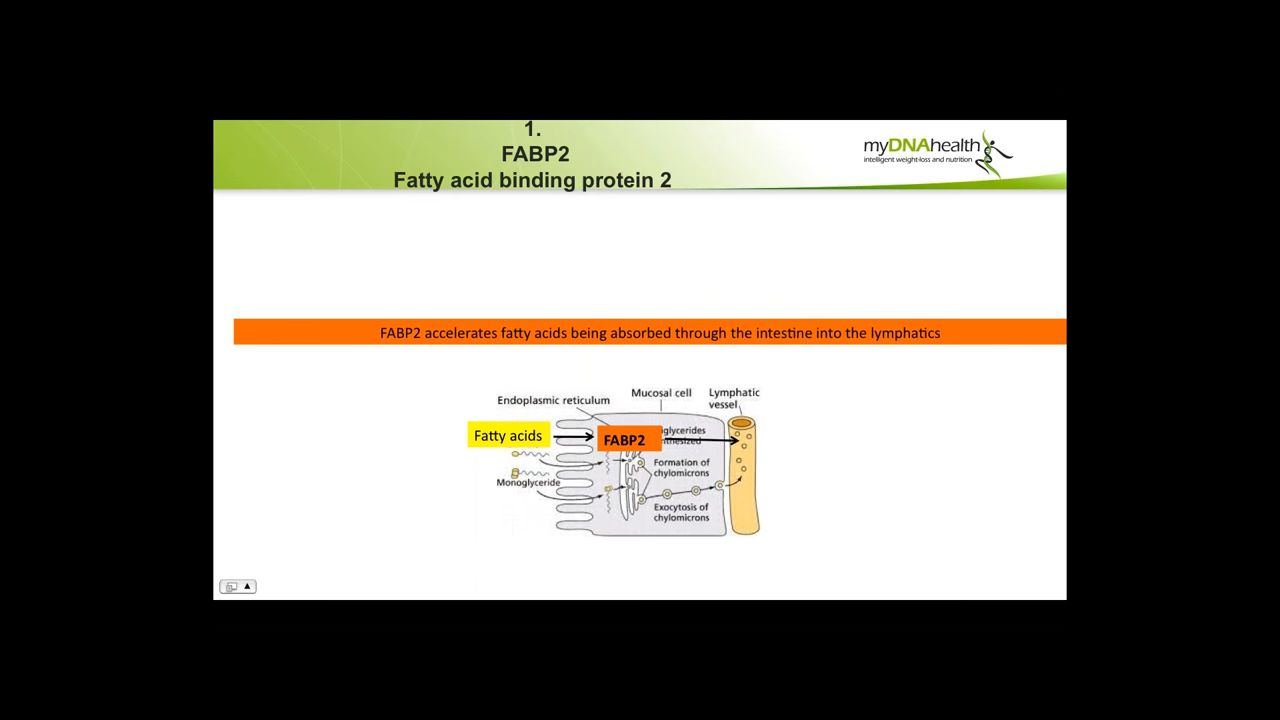 1.
FABP2
Fatty acid binding protein 2
myDNAhealth
intelligent weight-loss and nutrition
FABP2 accelerates fatty acids being absorbed through the intestine into the lymphatics
Endoplasmic reticulum
Mucosal cell
Lymphatic
vessel
Fatty acids
FABP2
Formation of
chylomicrons
Monoglyceride
Exocytosis of
chylomicrons